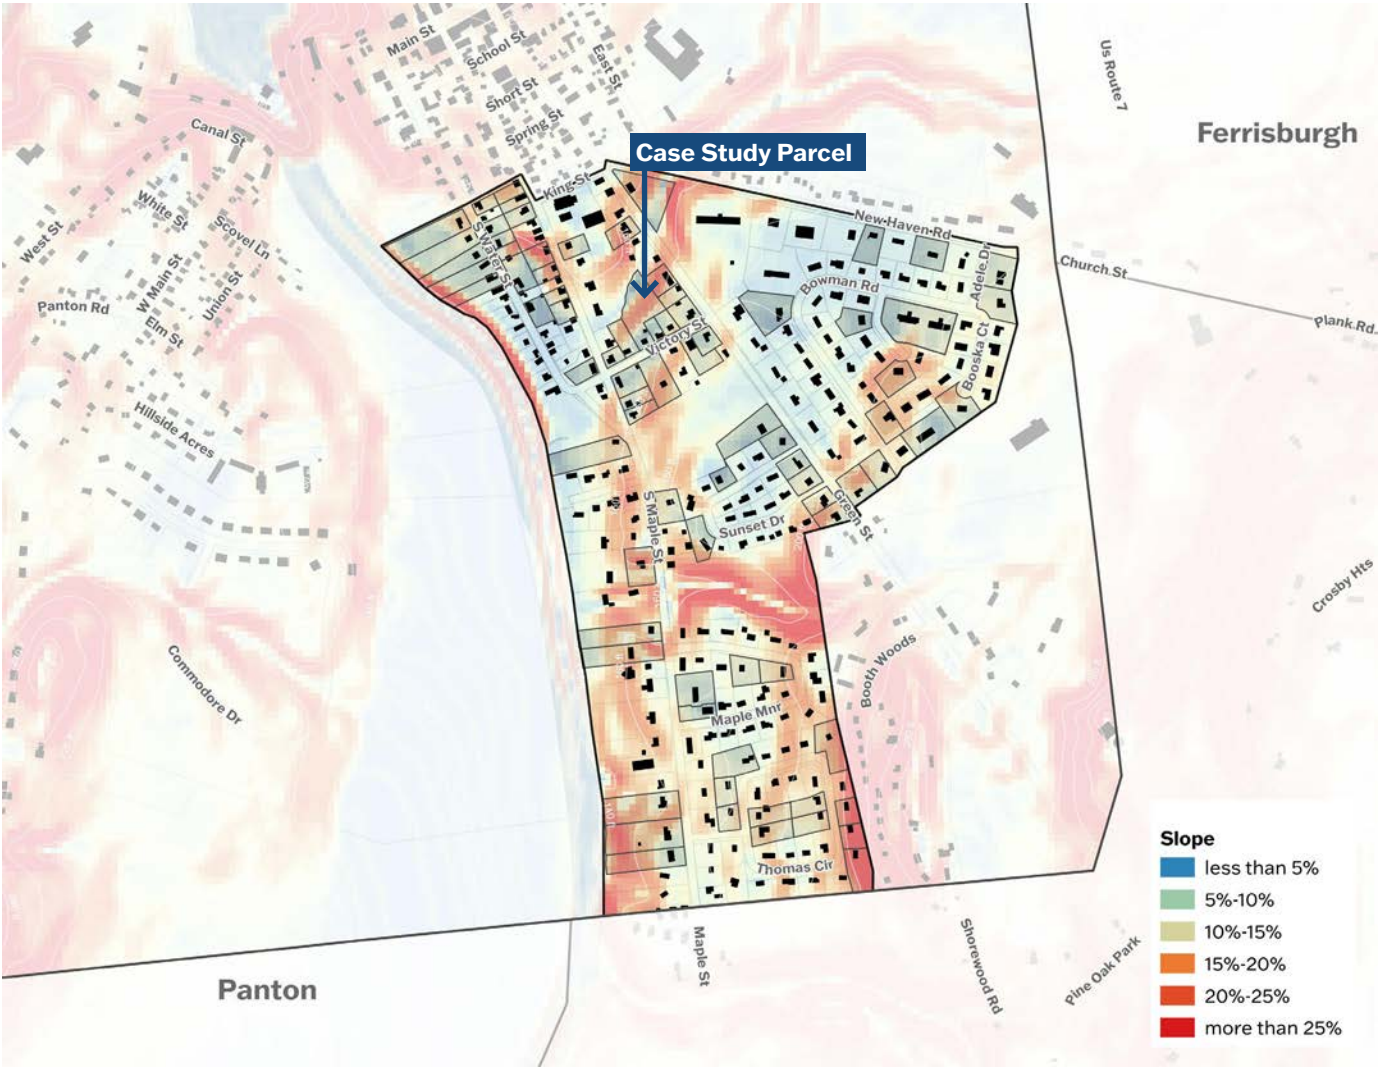 Main St
School St
East St
Short St
Spring St
Us Route 7
Ferrisburgh
Canal St
Case Study Parcel
King St
White St
Scovel Ln
West St
S Water St
New Haven Rd
Adele Dr
Church St
W Main St
Union St
Bowman Rd
Panton Rd
Elm St
Victory St
Plank Rd
Booska Ct
Hillside Acres
S Maple St
Sunset Dr
Green St
Crosby Hts
Commodore Dr
Booth Woods
Maple Mnr
Thomas Cir
Slope
less than 5%
5%-10%
10%-15%
15%-20%
20%-25%
more than 25%
Maple St
Shorewood Rd
Pine Oak Park
Panton